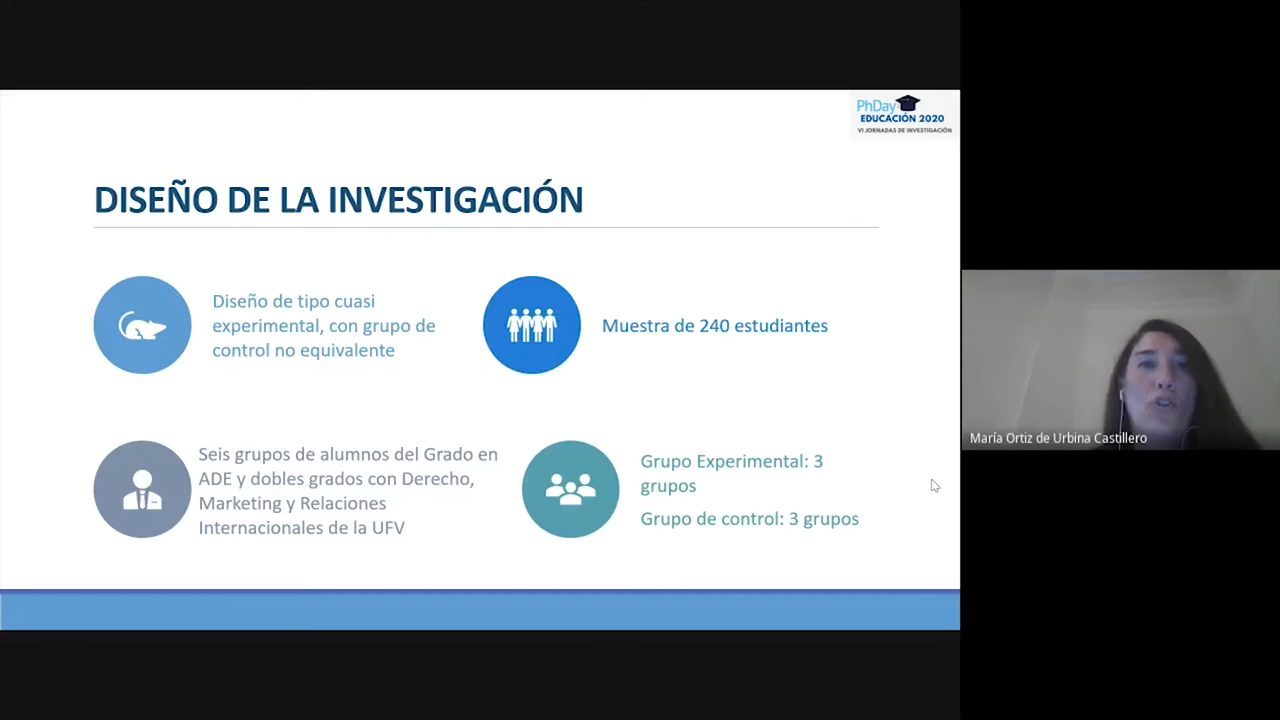 PhDay
EDUCACIÓN 2020
VI JORNADAS DE INVESTIGACIÓN
DISEÑO DE LA INVESTIGACIÓN
Diseño de tipo cuasi
experimental, con grupo de
control no equivalente
Muestra de 240 estudiantes
Seis grupos de alumnos del Grado en
ADE y dobles grados con Derecho,
Marketing y Relaciones
Internacionales de la UFV
Grupo Experimental: 3
grupos
Grupo de control: 3 grupos
María Ortiz de Urbina Castillero